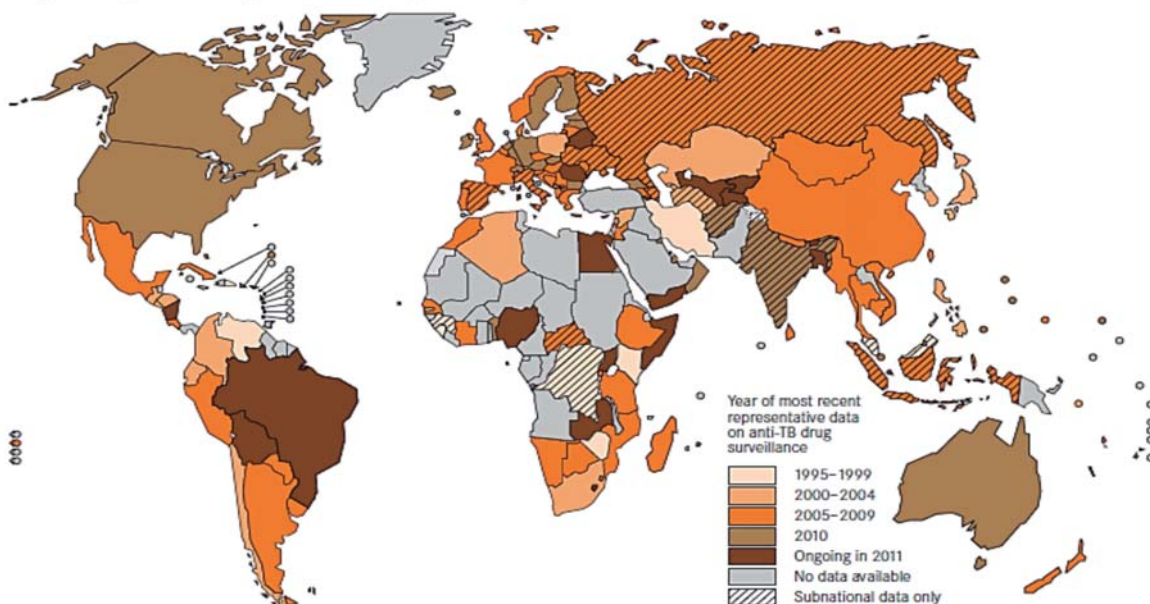 Year of most recent
representative data
on anti-TB drug
surveillance
1995–1999
2000–2004
2005–2009
2010
Ongoing in 2011
No data available
Subnational data only